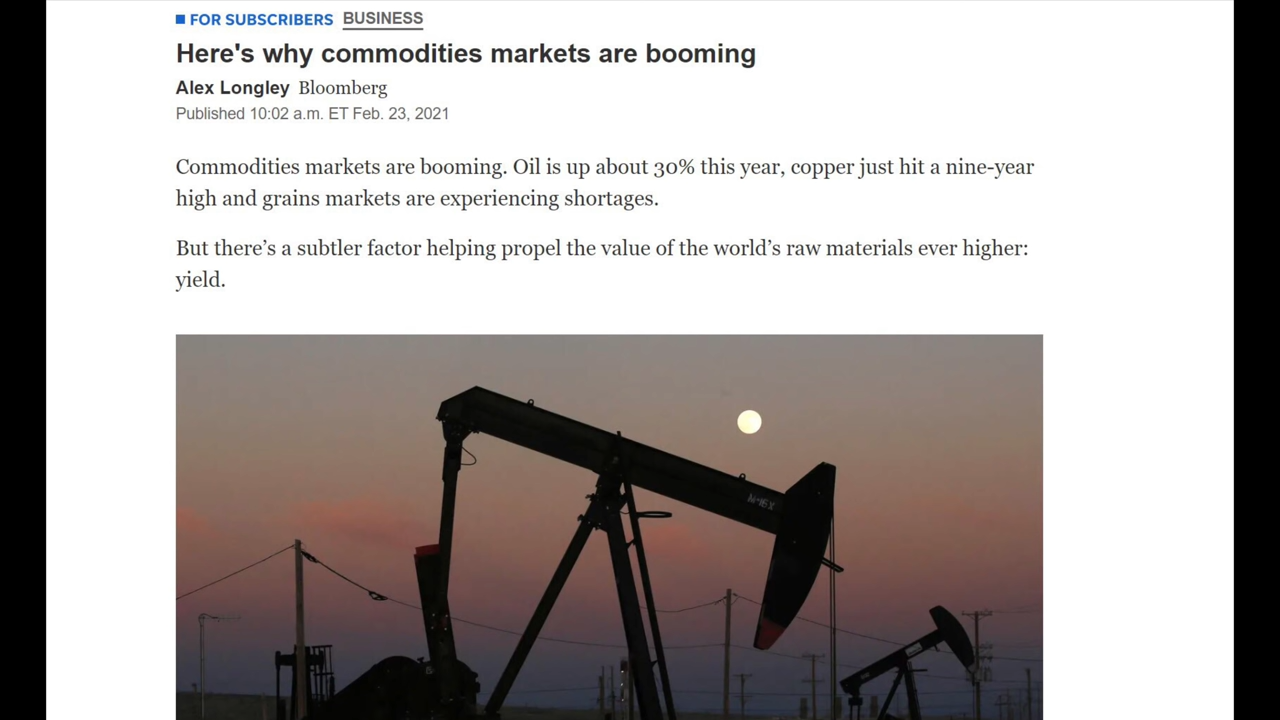 FOR SUBSCRIBERS BUSINESS
Here's why commodities markets are booming
Alex Longley Bloomberg
Published 10:02 a.m. ET Feb. 23, 2021
Commodities markets are booming. Oil is up about 30% this year, copper just hit a nine-year
high and grains markets are experiencing shortages.
But there’s a subtler factor helping propel the value of the world’s raw materials ever higher:
yield.